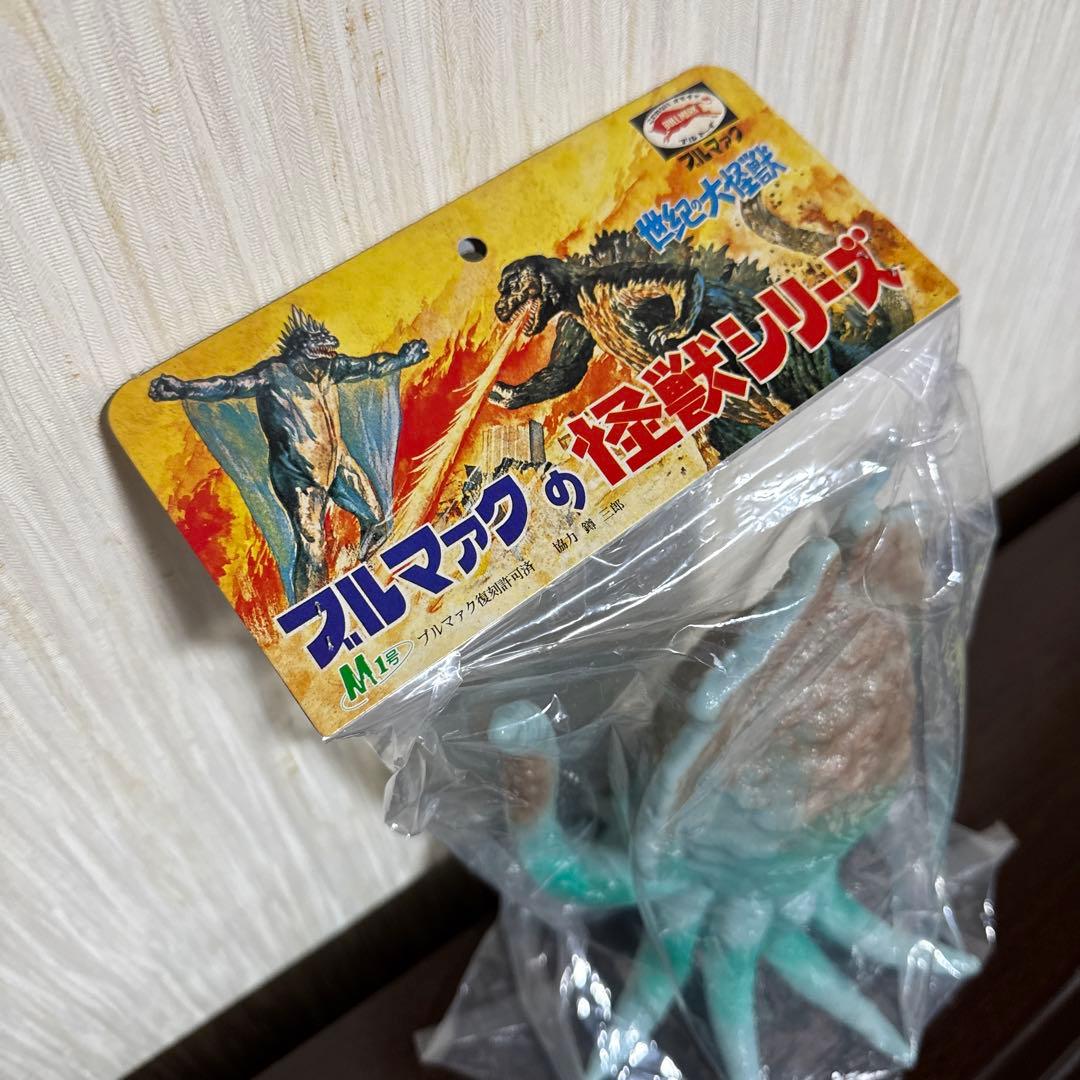 BULLMARK
ブルマァク
世紀の大怪獣
ブルマァクの怪獣シリーズ
M1号
ブルマァク復刻許可済
協力 鐏 三郎